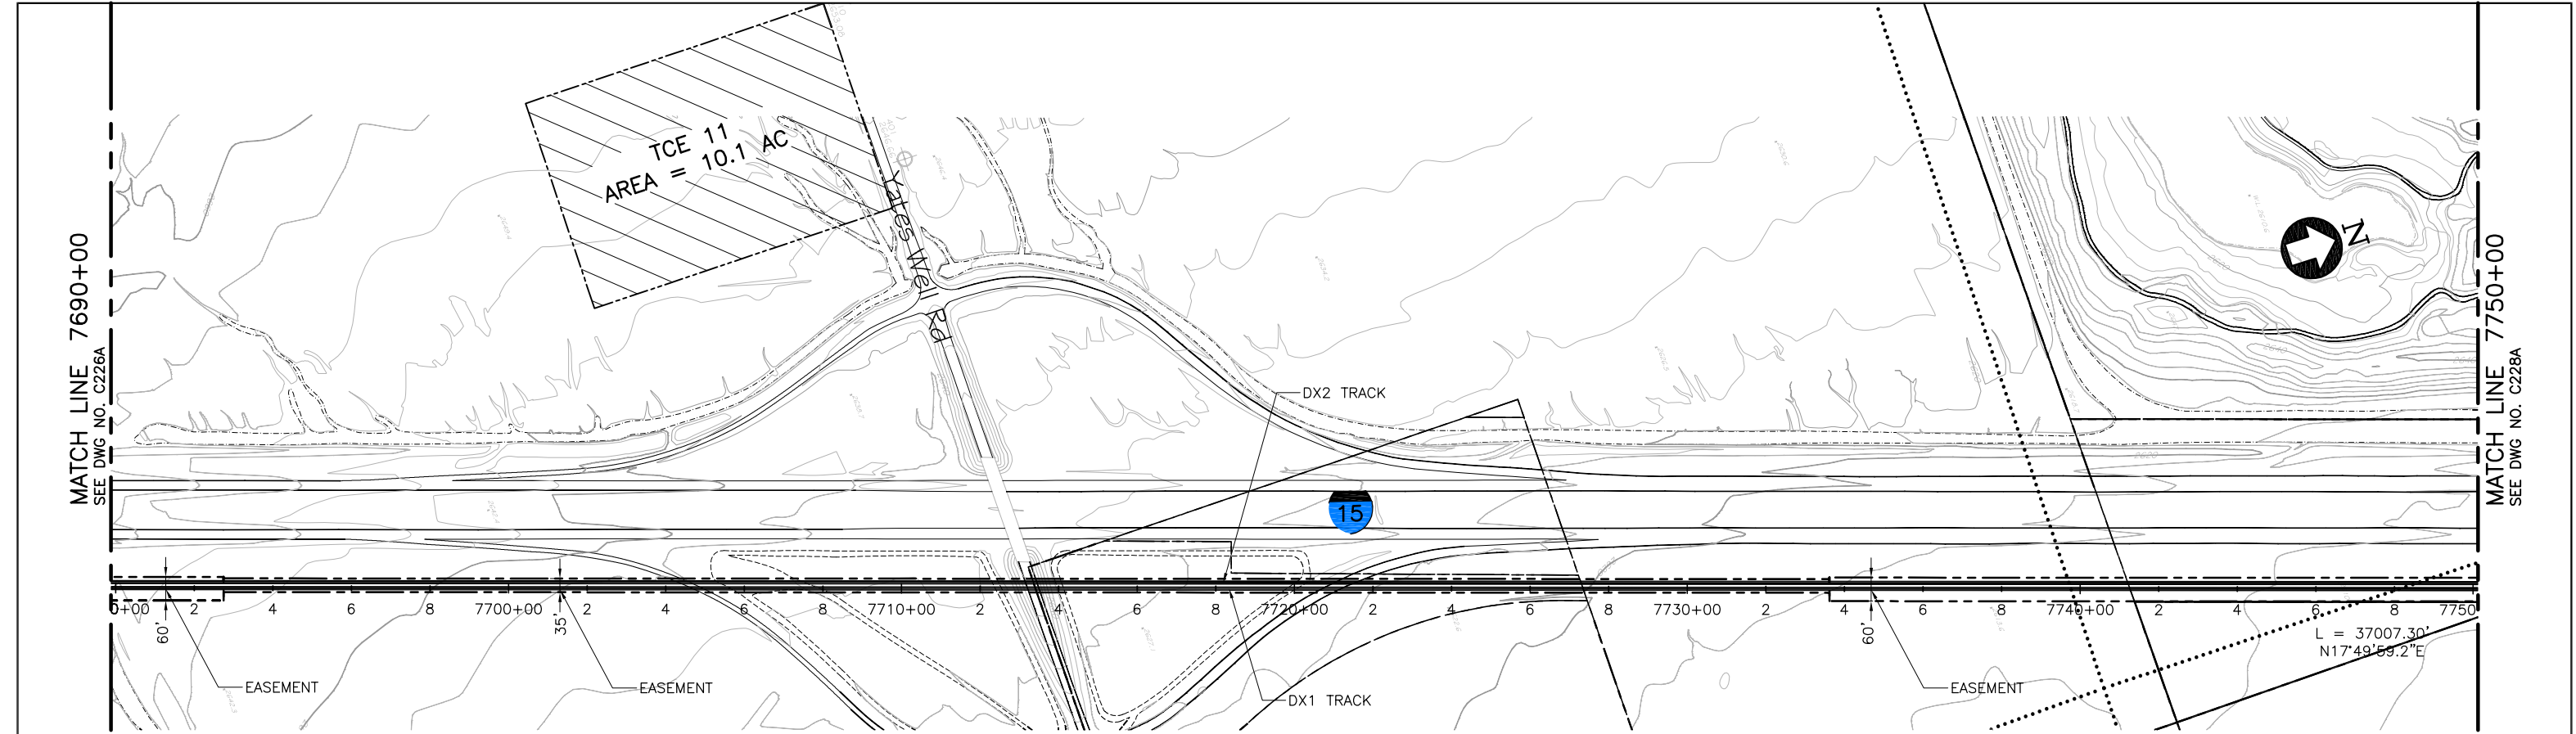 TCE 11
AREA = 10.1 AC
Yates Well Rd
N
MATCH LINE 7690+00
SEE DWG NO. C226A
MATCH LINE 7750+00
SEE DWG NO. C228A
DX2 TRACK
15
0+00 2 4 6 8 7700+00 2 4 6 8 7710+00 2 4 6 8 7720+00 2 4 6 8 7730+00 2 4 6 8 7740+00 2 4 6 8 7750
60'
35'
60'
L = 37007.30'
N17°49'59.2"E
EASEMENT
EASEMENT
DX1 TRACK
EASEMENT